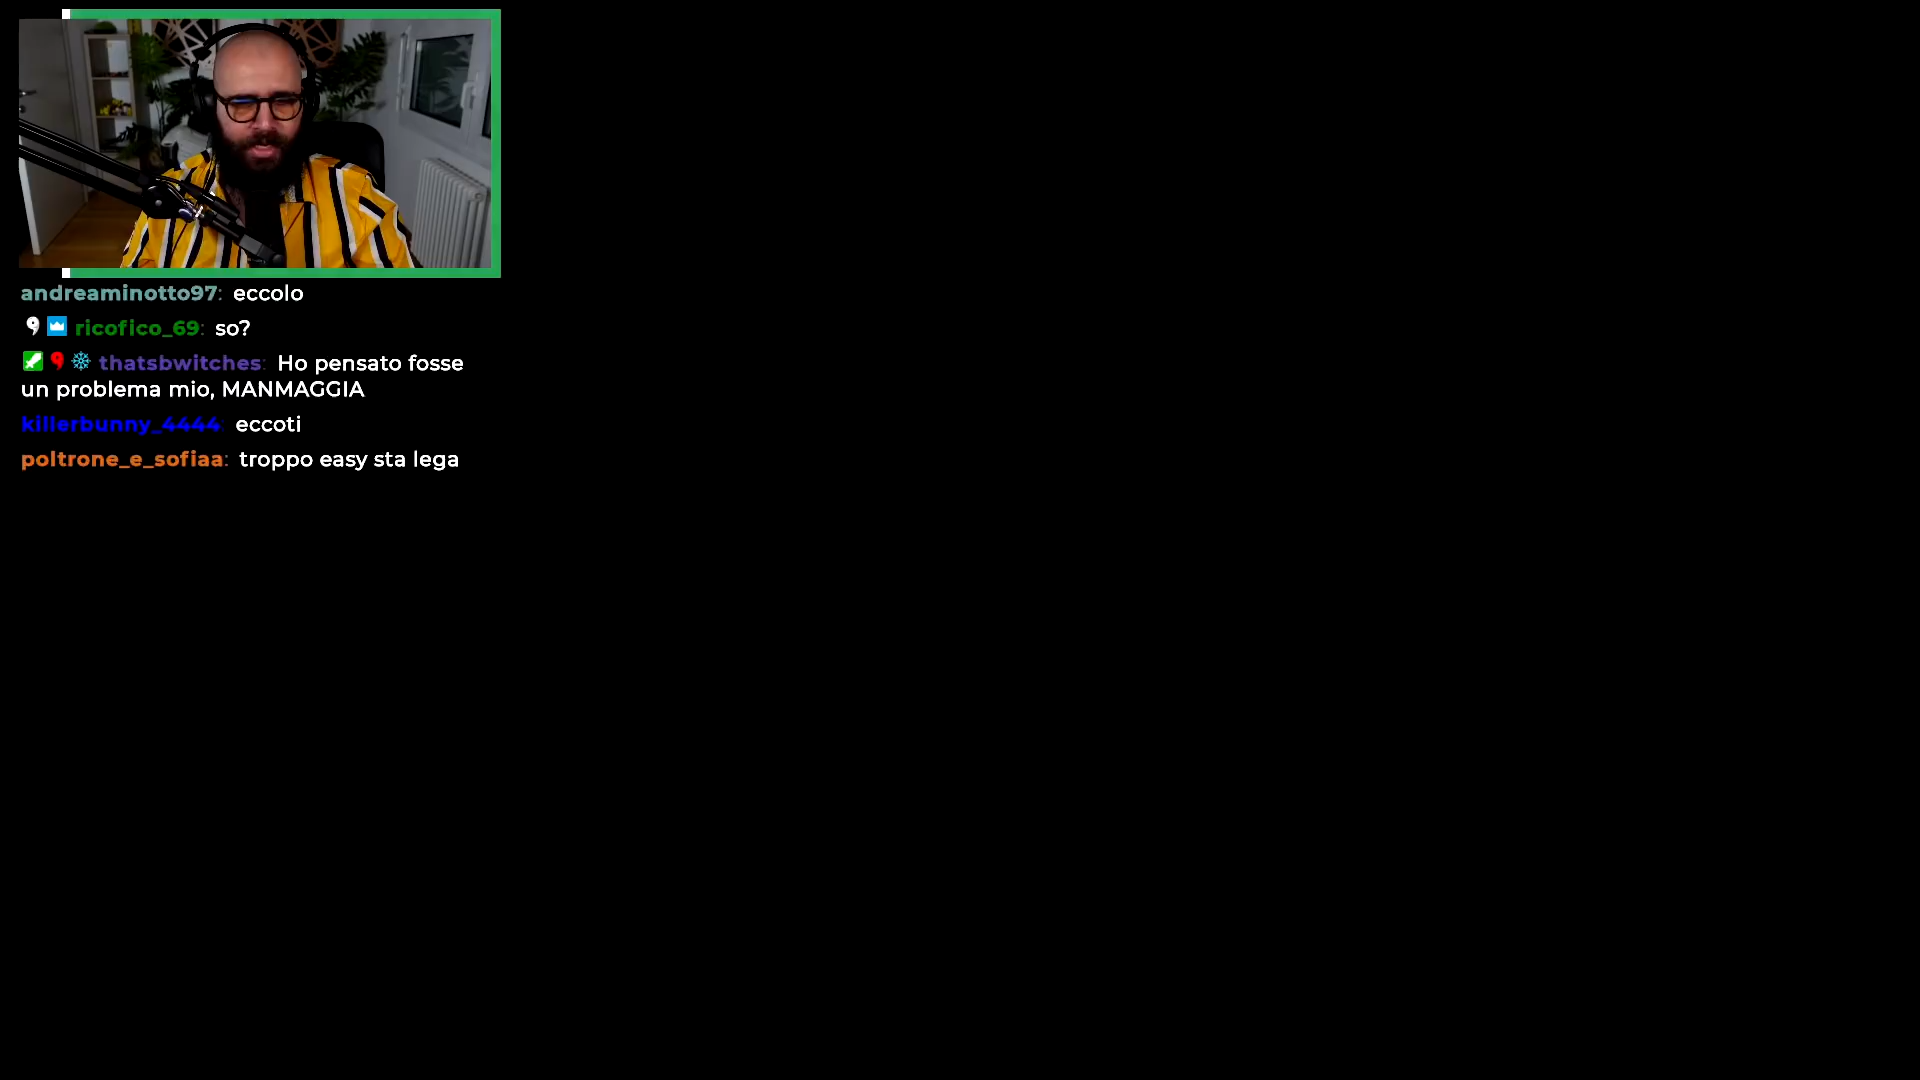 andreaminotto97: eccolo
ricofico_69: so?
thatsbwitches: Ho pensato fosse
un problema mio, MANMAGGIA
killerbunny_4444: eccoti
poltrone_e_sofiaa: troppo easy sta lega